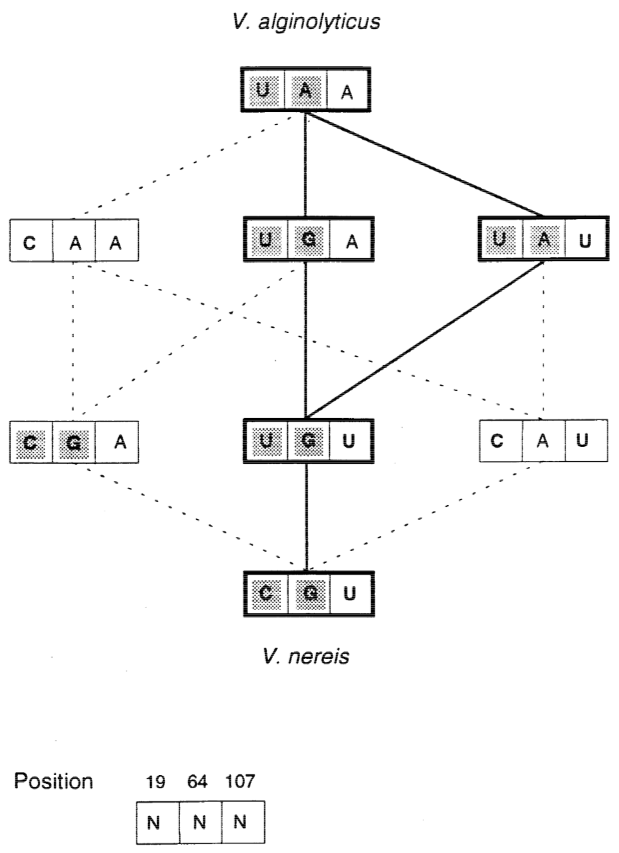 V. alginolyticus
U A A
C A A U G A U A U
C G A U G U C A U
C G U
V. nereis
Position 19 64 107
N N N